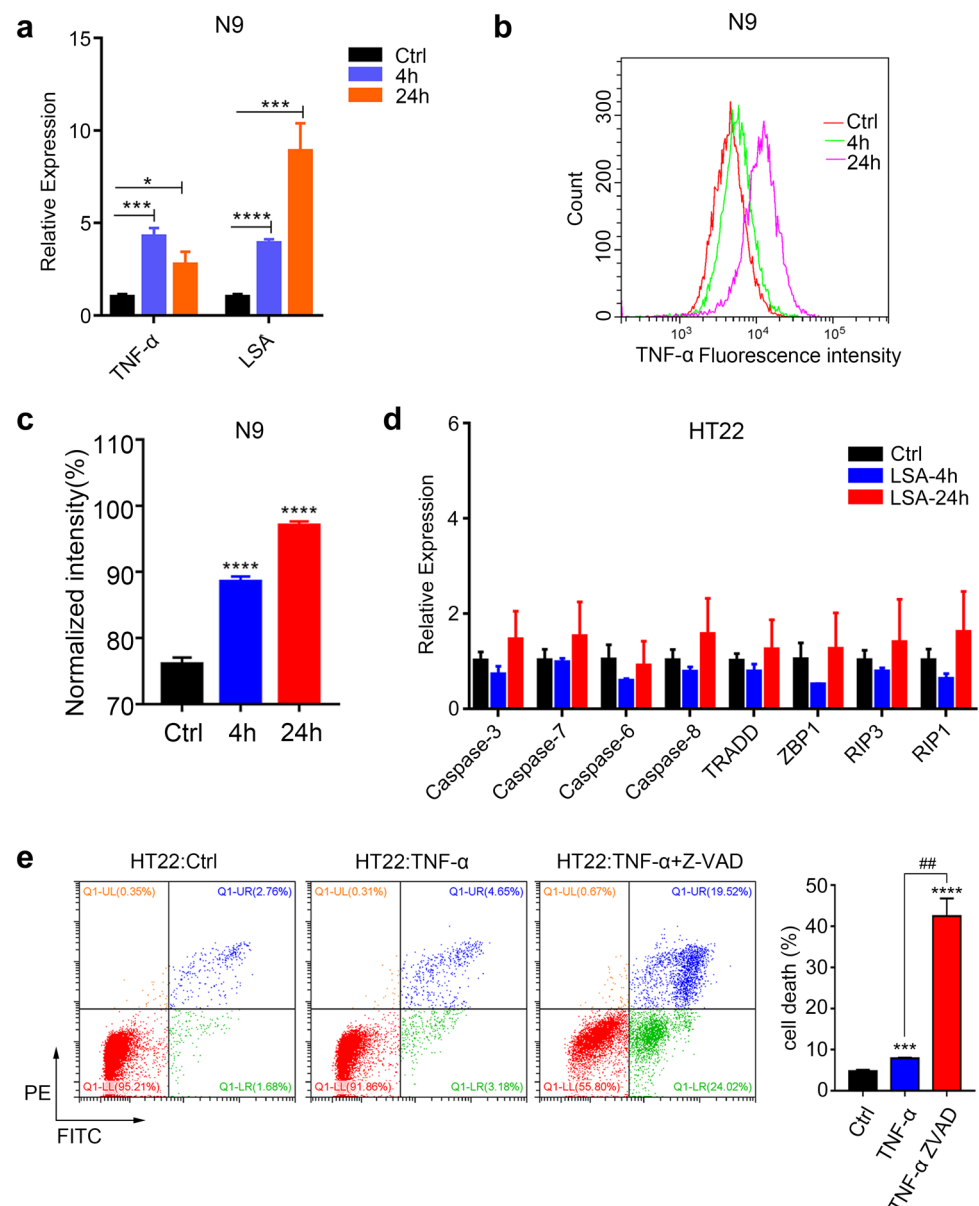 a
N9
Relative Expression
15
10
5
0
Ctrl
4h
24h
***
*
***
****
TNF-α
LSA
b
N9
Count
300
200
100
0
Ctrl
4h
24h
10³
10⁴
10⁵
TNF-α Fluorescence intensity
c
N9
Normalized intensity(%)
110
100
90
80
70
****
****
Ctrl 4h 24h
d
HT22
Relative Expression
6
4
2
0
Ctrl
LSA-4h
LSA-24h
Caspase-3
Caspase-7
Caspase-6
Caspase-8
TRADD
ZBP1
RIP3
RIP1
e
HT22:Ctrl
Q1-UL(0.35%) Q1-UR(2.76%)
Q1-LL(95.21%) Q1-LR(1.68%)
HT22:TNF-α
Q1-UL(0.31%) Q1-UR(4.65%)
Q1-LL(91.86%) Q1-LR(3.18%)
HT22:TNF-α+Z-VAD
Q1-UL(0.67%) Q1-UR(19.52%)
Q1-LL(55.80%) Q1-LR(24.02%)
PE
FITC
cell death (%)
50
40
30
20
10
0
##
****
***
Ctrl
TNF-α
TNF-α ZVAD